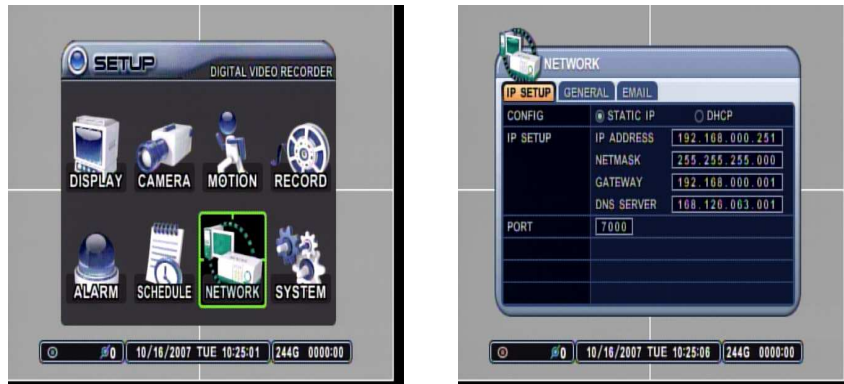 SETUP
DIGITAL VIDEO RECORDER
DISPLAY CAMERA MOTION RECORD
ALARM SCHEDULE NETWORK SYSTEM
0 10/16/2007 TUE 10:25:01 244G 0000:00
NETWORK
IP SETUP GENERAL EMAIL
CONFIG STATIC IP DHCP
IP SETUP IP ADDRESS 192.168.000.251
NETMASK 255.255.255.000
GATEWAY 192.168.000.001
DNS SERVER 168.126.063.001
PORT 7000
0 10/16/2007 TUE 10:25:06 244G 0000:00